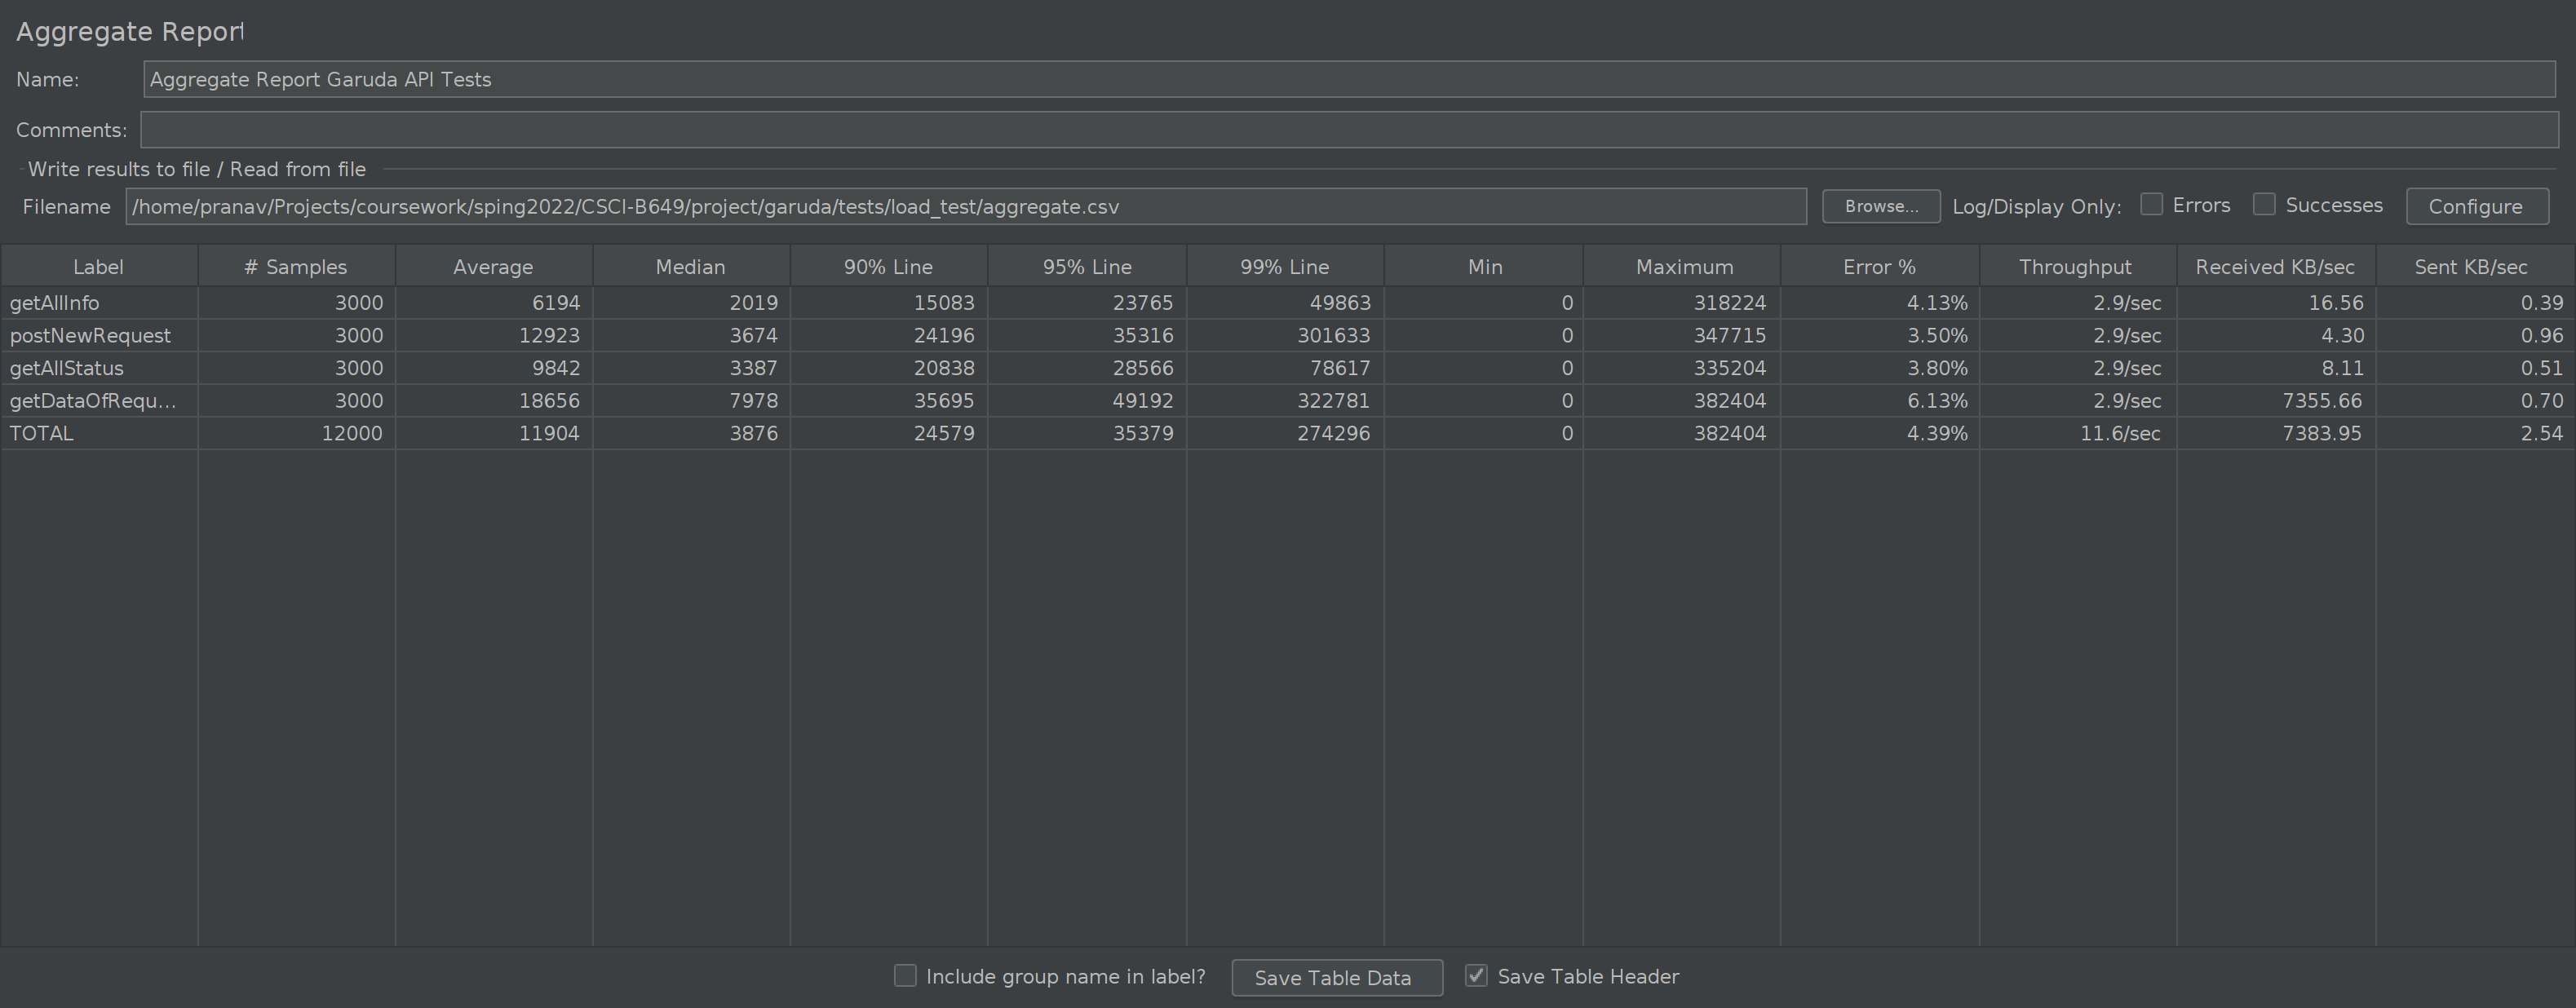 Aggregate Report
Name: Aggregate Report Garuda API Tests
Comments:
Write results to file / Read from file
Filename /home/pranav/Projects/coursework/sping2022/CSCI-B649/project/garuda/tests/load_test/aggregate.csv Browse... Log/Display Only: Errors Successes Configure
Label # Samples Average Median 90% Line 95% Line 99% Line Min Maximum Error % Throughput Received KB/sec Sent KB/sec
getAllInfo 3000 6194 2019 15083 23765 49863 0 318224 4.13% 2.9/sec 16.56 0.39
postNewRequest 3000 12923 3674 24196 35316 301633 0 347715 3.50% 2.9/sec 4.30 0.96
getAllStatus 3000 9842 3387 20838 28566 78617 0 335204 3.80% 2.9/sec 8.11 0.51
getDataOfRequ... 3000 18656 7978 35695 49192 322781 0 382404 6.13% 2.9/sec 7355.66 0.70
TOTAL 12000 11904 3876 24579 35379 274296 0 382404 4.39% 11.6/sec 7383.95 2.54
Include group name in label? Save Table Data Save Table Header